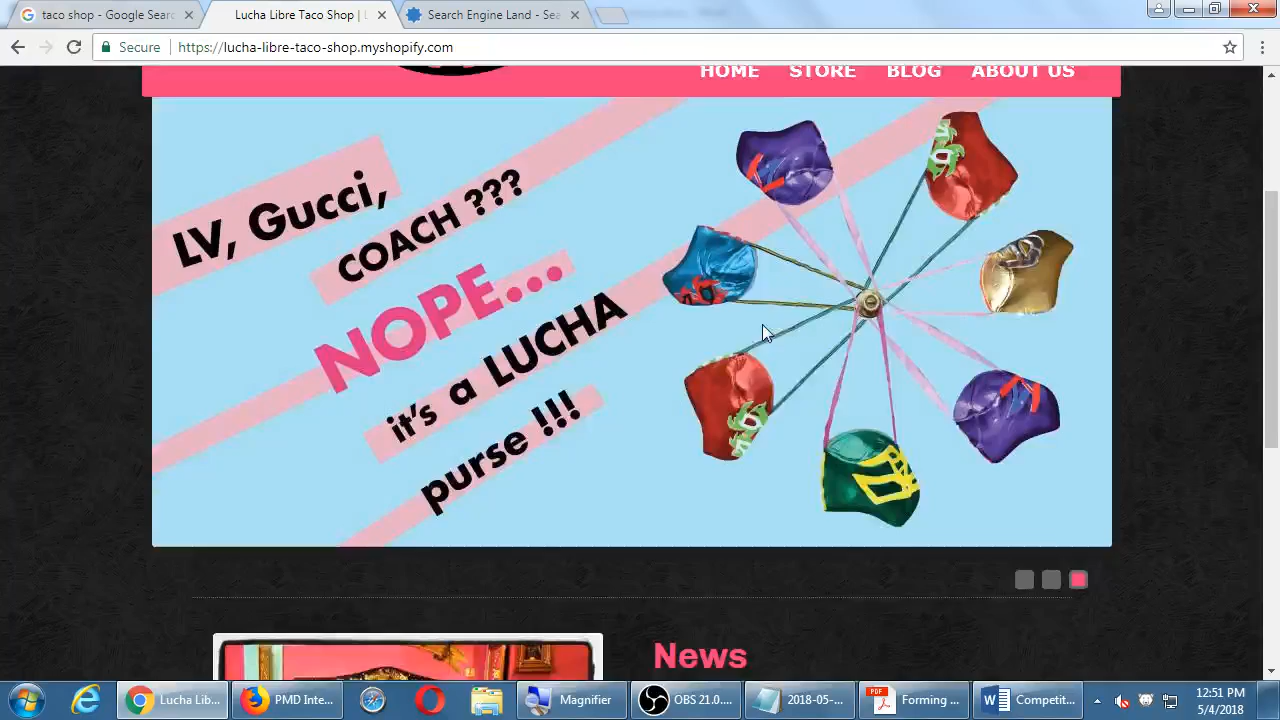 taco shop - Google Searc
Lucha Libre Taco Shop | L
Search Engine Land - Sea
Secure
https://lucha-libre-taco-shop.myshopify.com
HOME STORE BLOG ABOUT US
LV, Gucci,
COACH ???
NOPE...
it's a LUCHA
purse !!!
News
Lucha Lib...
PMD Inte...
Magnifier
OBS 21.0....
2018-05-...
Forming ...
Competit...
12:51 PM
5/4/2018